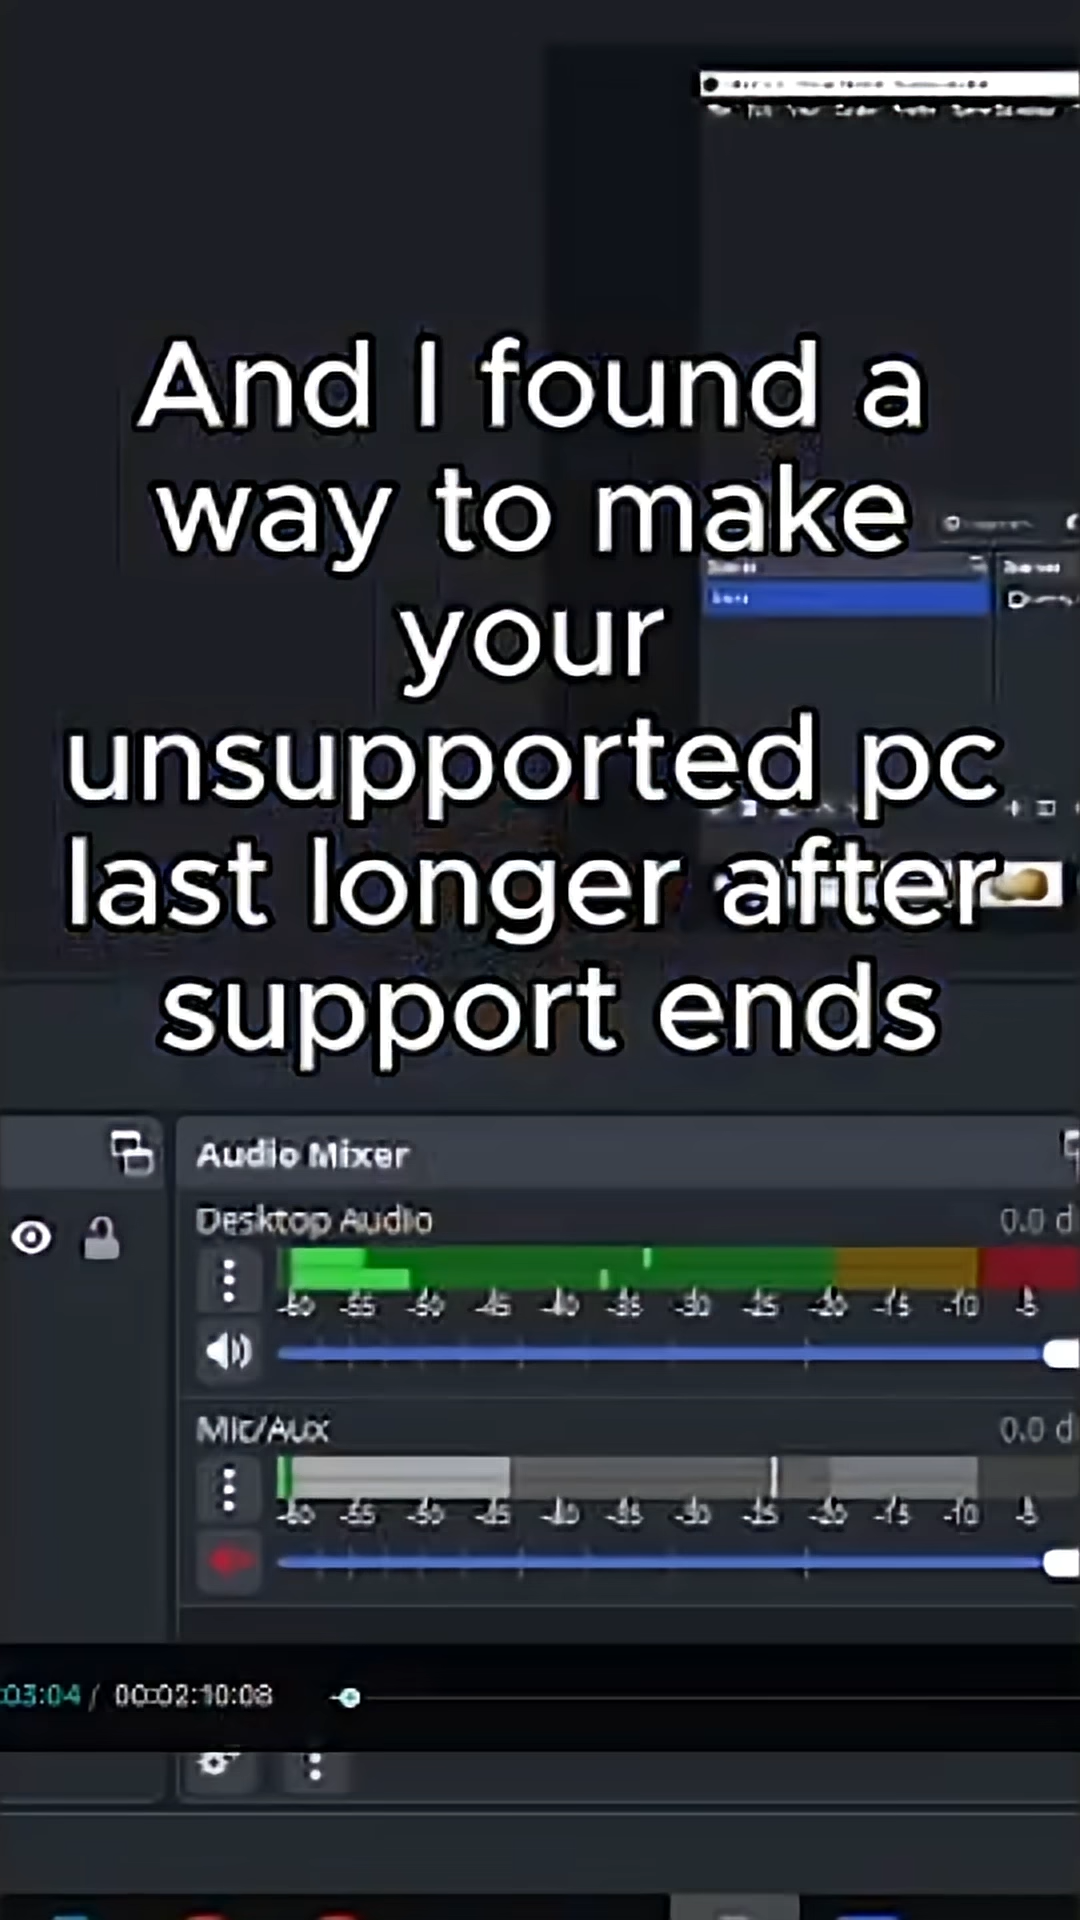 And I found a
way to make
your
unsupported pc
last longer after
support ends
Audio Mixer
Desktop Audio
0.0 d
-60 -55 -50 -45 -40 -35 -30 -25 -20 -15 -10 -5
Mic/Aux
0.0 d
-60 -55 -50 -45 -40 -35 -30 -25 -20 -15 -10 -5
:03:04 / 00:02:10:08